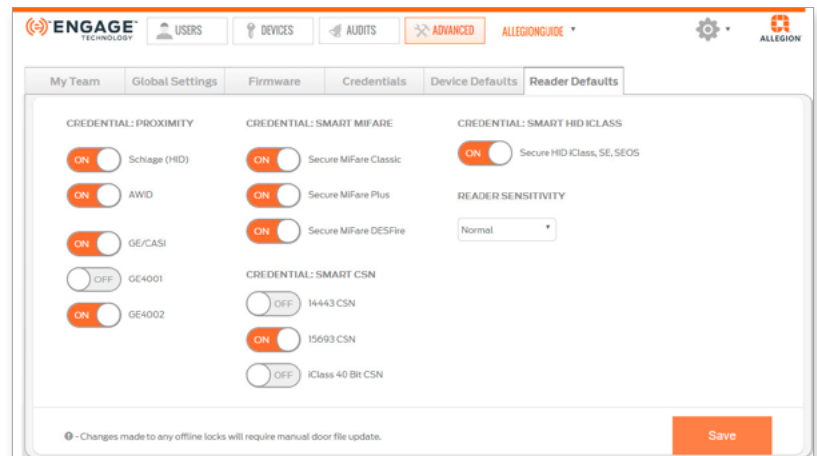 ENGAGE™
TECHNOLOGY
USERS
DEVICES
AUDITS
ADVANCED
ALLEGIONGUIDE
ALLEGION
My Team
Global Settings
Firmware
Credentials
Device Defaults
Reader Defaults
CREDENTIAL: PROXIMITY
ON Schlage (HID)
ON AWID
ON GE/CASI
OFF GE4001
ON GE4002
CREDENTIAL: SMART MIFARE
ON Secure MiFare Classic
ON Secure MiFare Plus
ON Secure MiFare DESFire
CREDENTIAL: SMART CSN
OFF 14443 CSN
ON 15693 CSN
OFF iClass 40 Bit CSN
CREDENTIAL: SMART HID ICLASS
ON Secure HID iClass, SE, SEOS
READER SENSITIVITY
Normal
- Changes made to any offline locks will require manual door file update.
Save